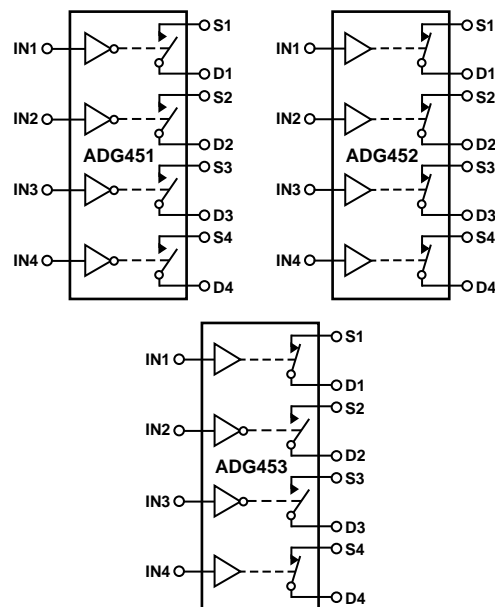 S1
IN1
D1
S2
IN2
D2
ADG451
S3
IN3
D3
S4
IN4
D4
S1
IN1
D1
S2
IN2
D2
ADG452
S3
IN3
D3
S4
IN4
D4
S1
IN1
D1
S2
IN2
D2
ADG453
S3
IN3
D3
S4
IN4
D4